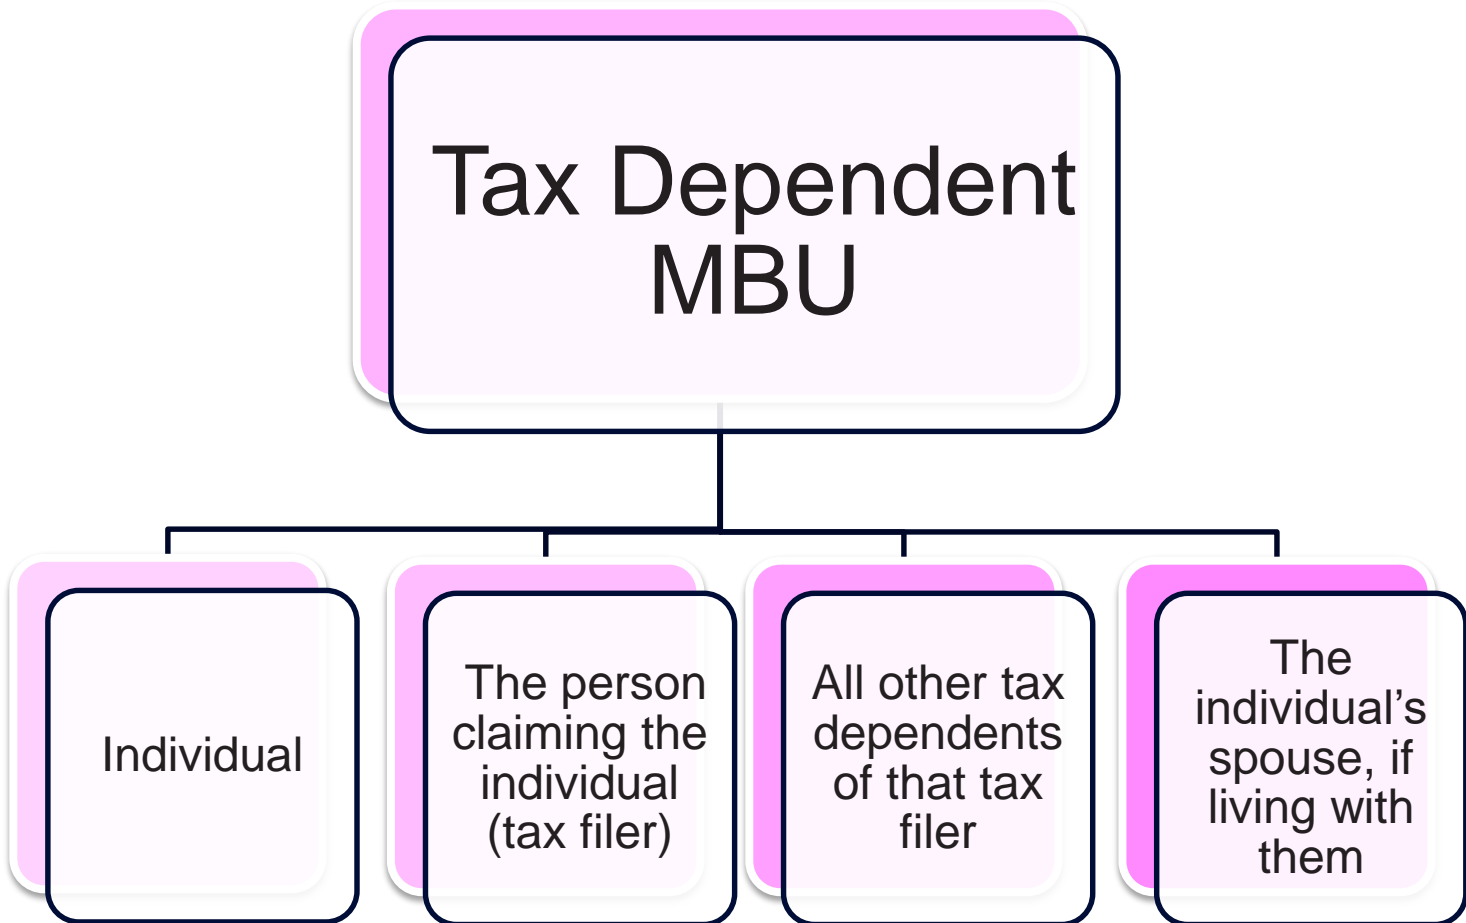 Tax Dependent
MBU
Individual
The person
claiming the
individual
(tax filer)
All other tax
dependents
of that tax
filer
The
individual’s
spouse, if
living with
them